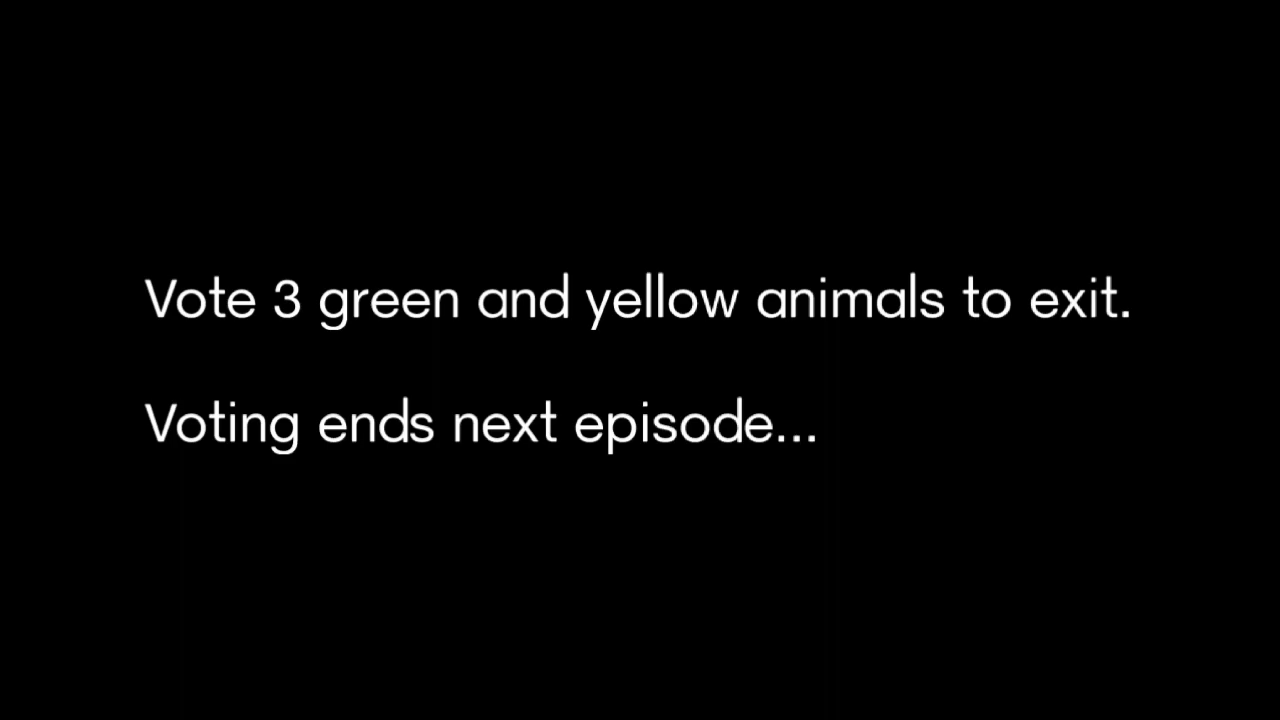 Vote 3 green and yellow animals to exit.
Voting ends next episode...